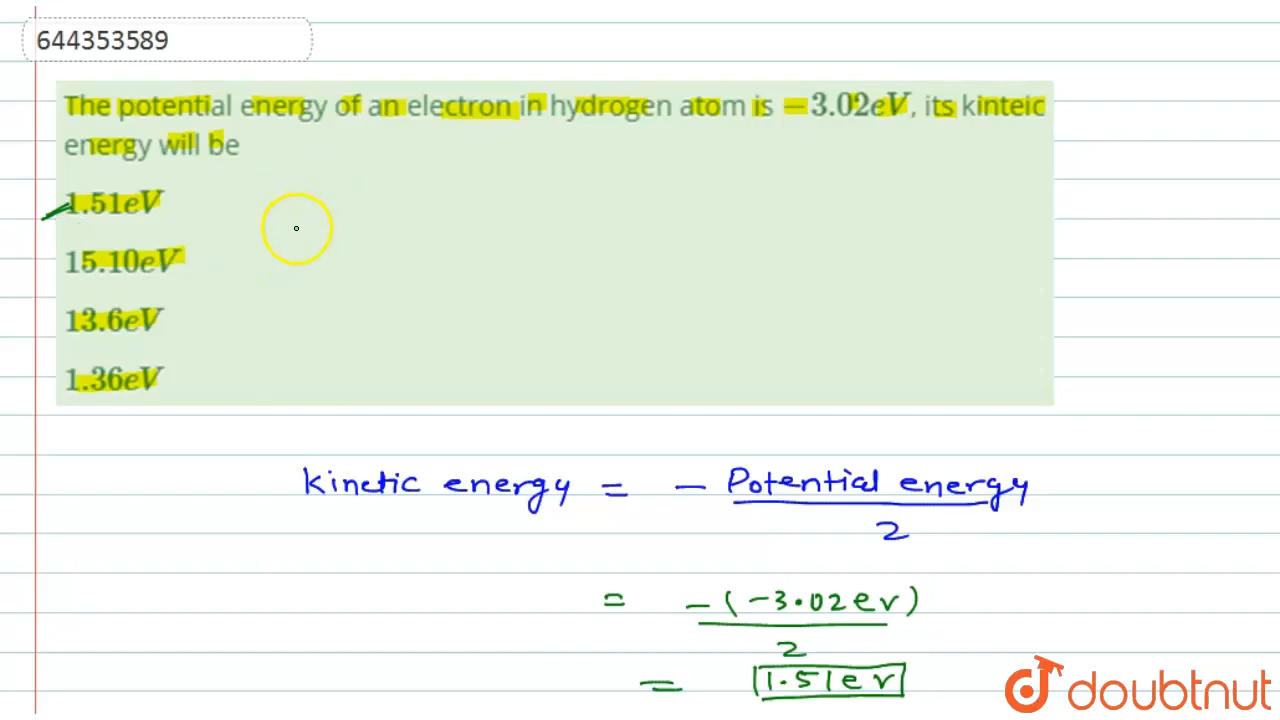 644353589
The potential energy of an electron in hydrogen atom is −3.02eV, its kinteic
energy will be
1.51eV
15.10eV
13.6eV
1.36eV
Kinetic energy = − Potential energy
2
= −(−3.02ev)
2
= 1.51ev
doubtnut